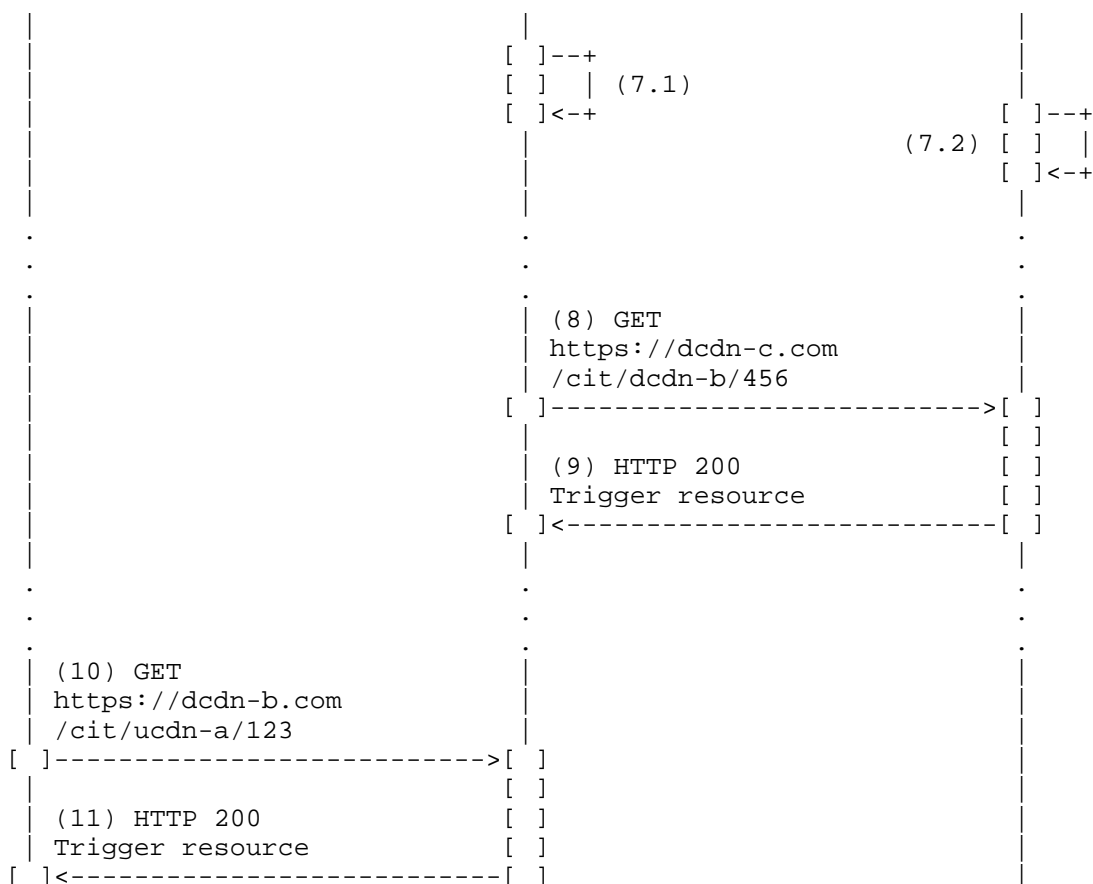 (7.1)
(7.2)
(8) GET
https://dcdn-c.com
/cit/dcdn-b/456
(9) HTTP 200
Trigger resource
(10) GET
https://dcdn-b.com
/cit/ucdn-a/123
(11) HTTP 200
Trigger resource